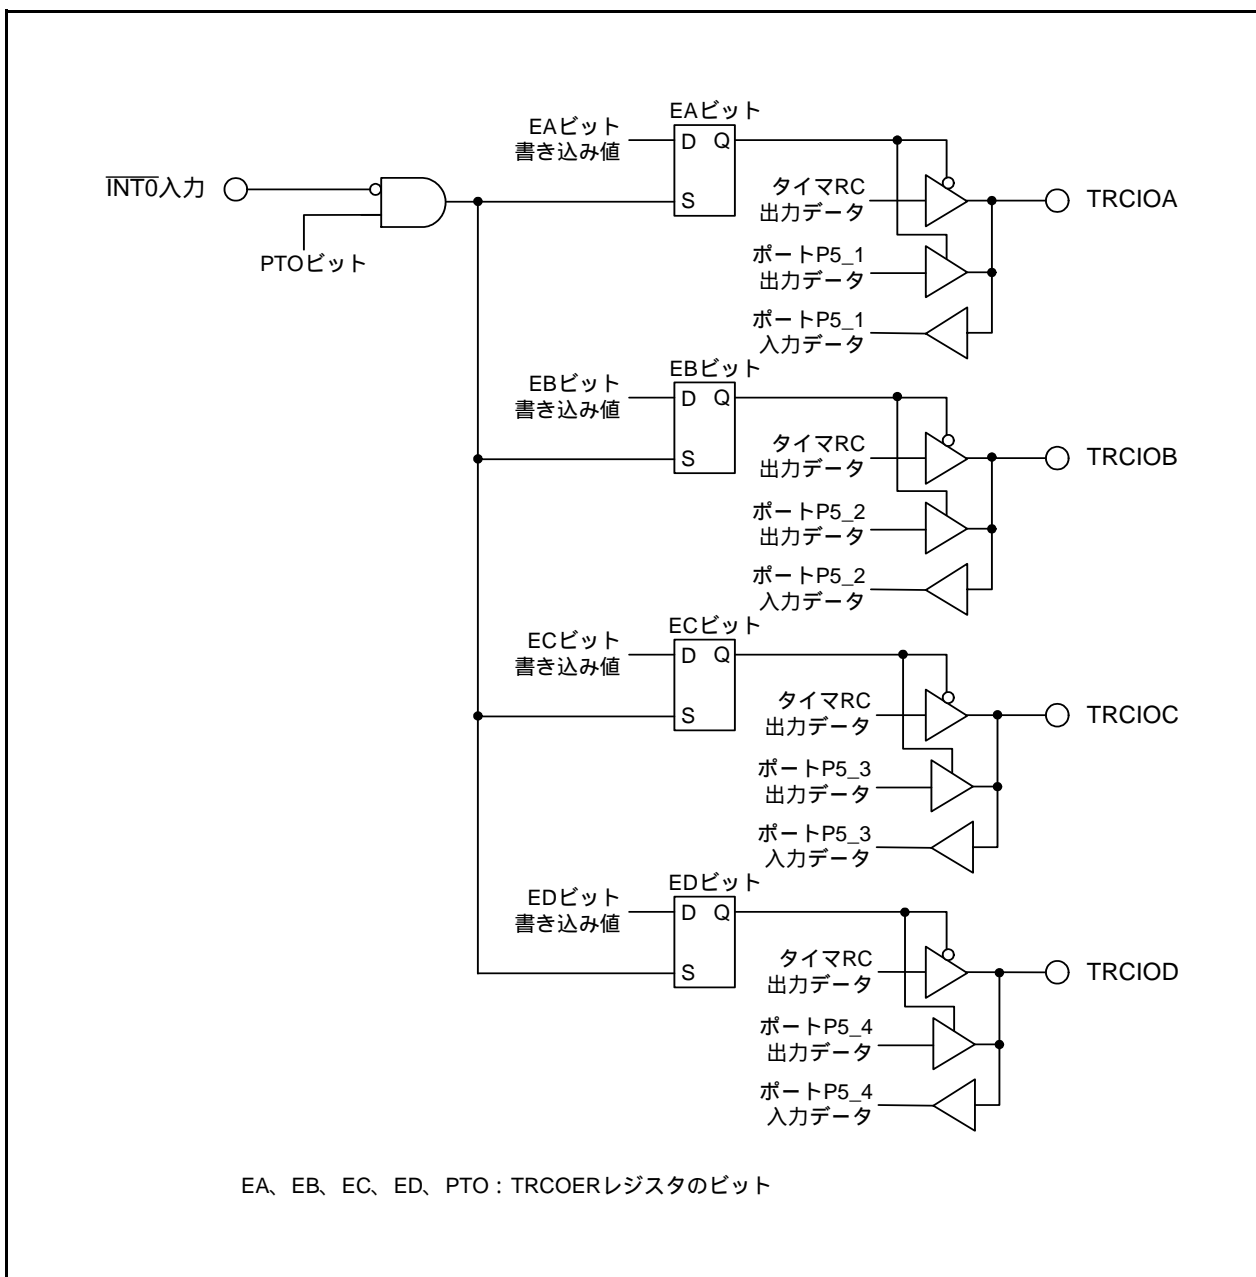 EAビット
EAビット
書き込み値
D Q
S
INT0入力
PTOビット
タイマRC
出力データ
TRCIOA
ポートP5_1
出力データ
ポートP5_1
入力データ
EBビット
EBビット
書き込み値
D Q
S
タイマRC
出力データ
TRCIOB
ポートP5_2
出力データ
ポートP5_2
入力データ
ECビット
ECビット
書き込み値
D Q
S
タイマRC
出力データ
TRCIOC
ポートP5_3
出力データ
ポートP5_3
入力データ
EDビット
EDビット
書き込み値
D Q
S
タイマRC
出力データ
TRCIOD
ポートP5_4
出力データ
ポートP5_4
入力データ
EA、EB、EC、ED、PTO：TRCOERレジスタのビット